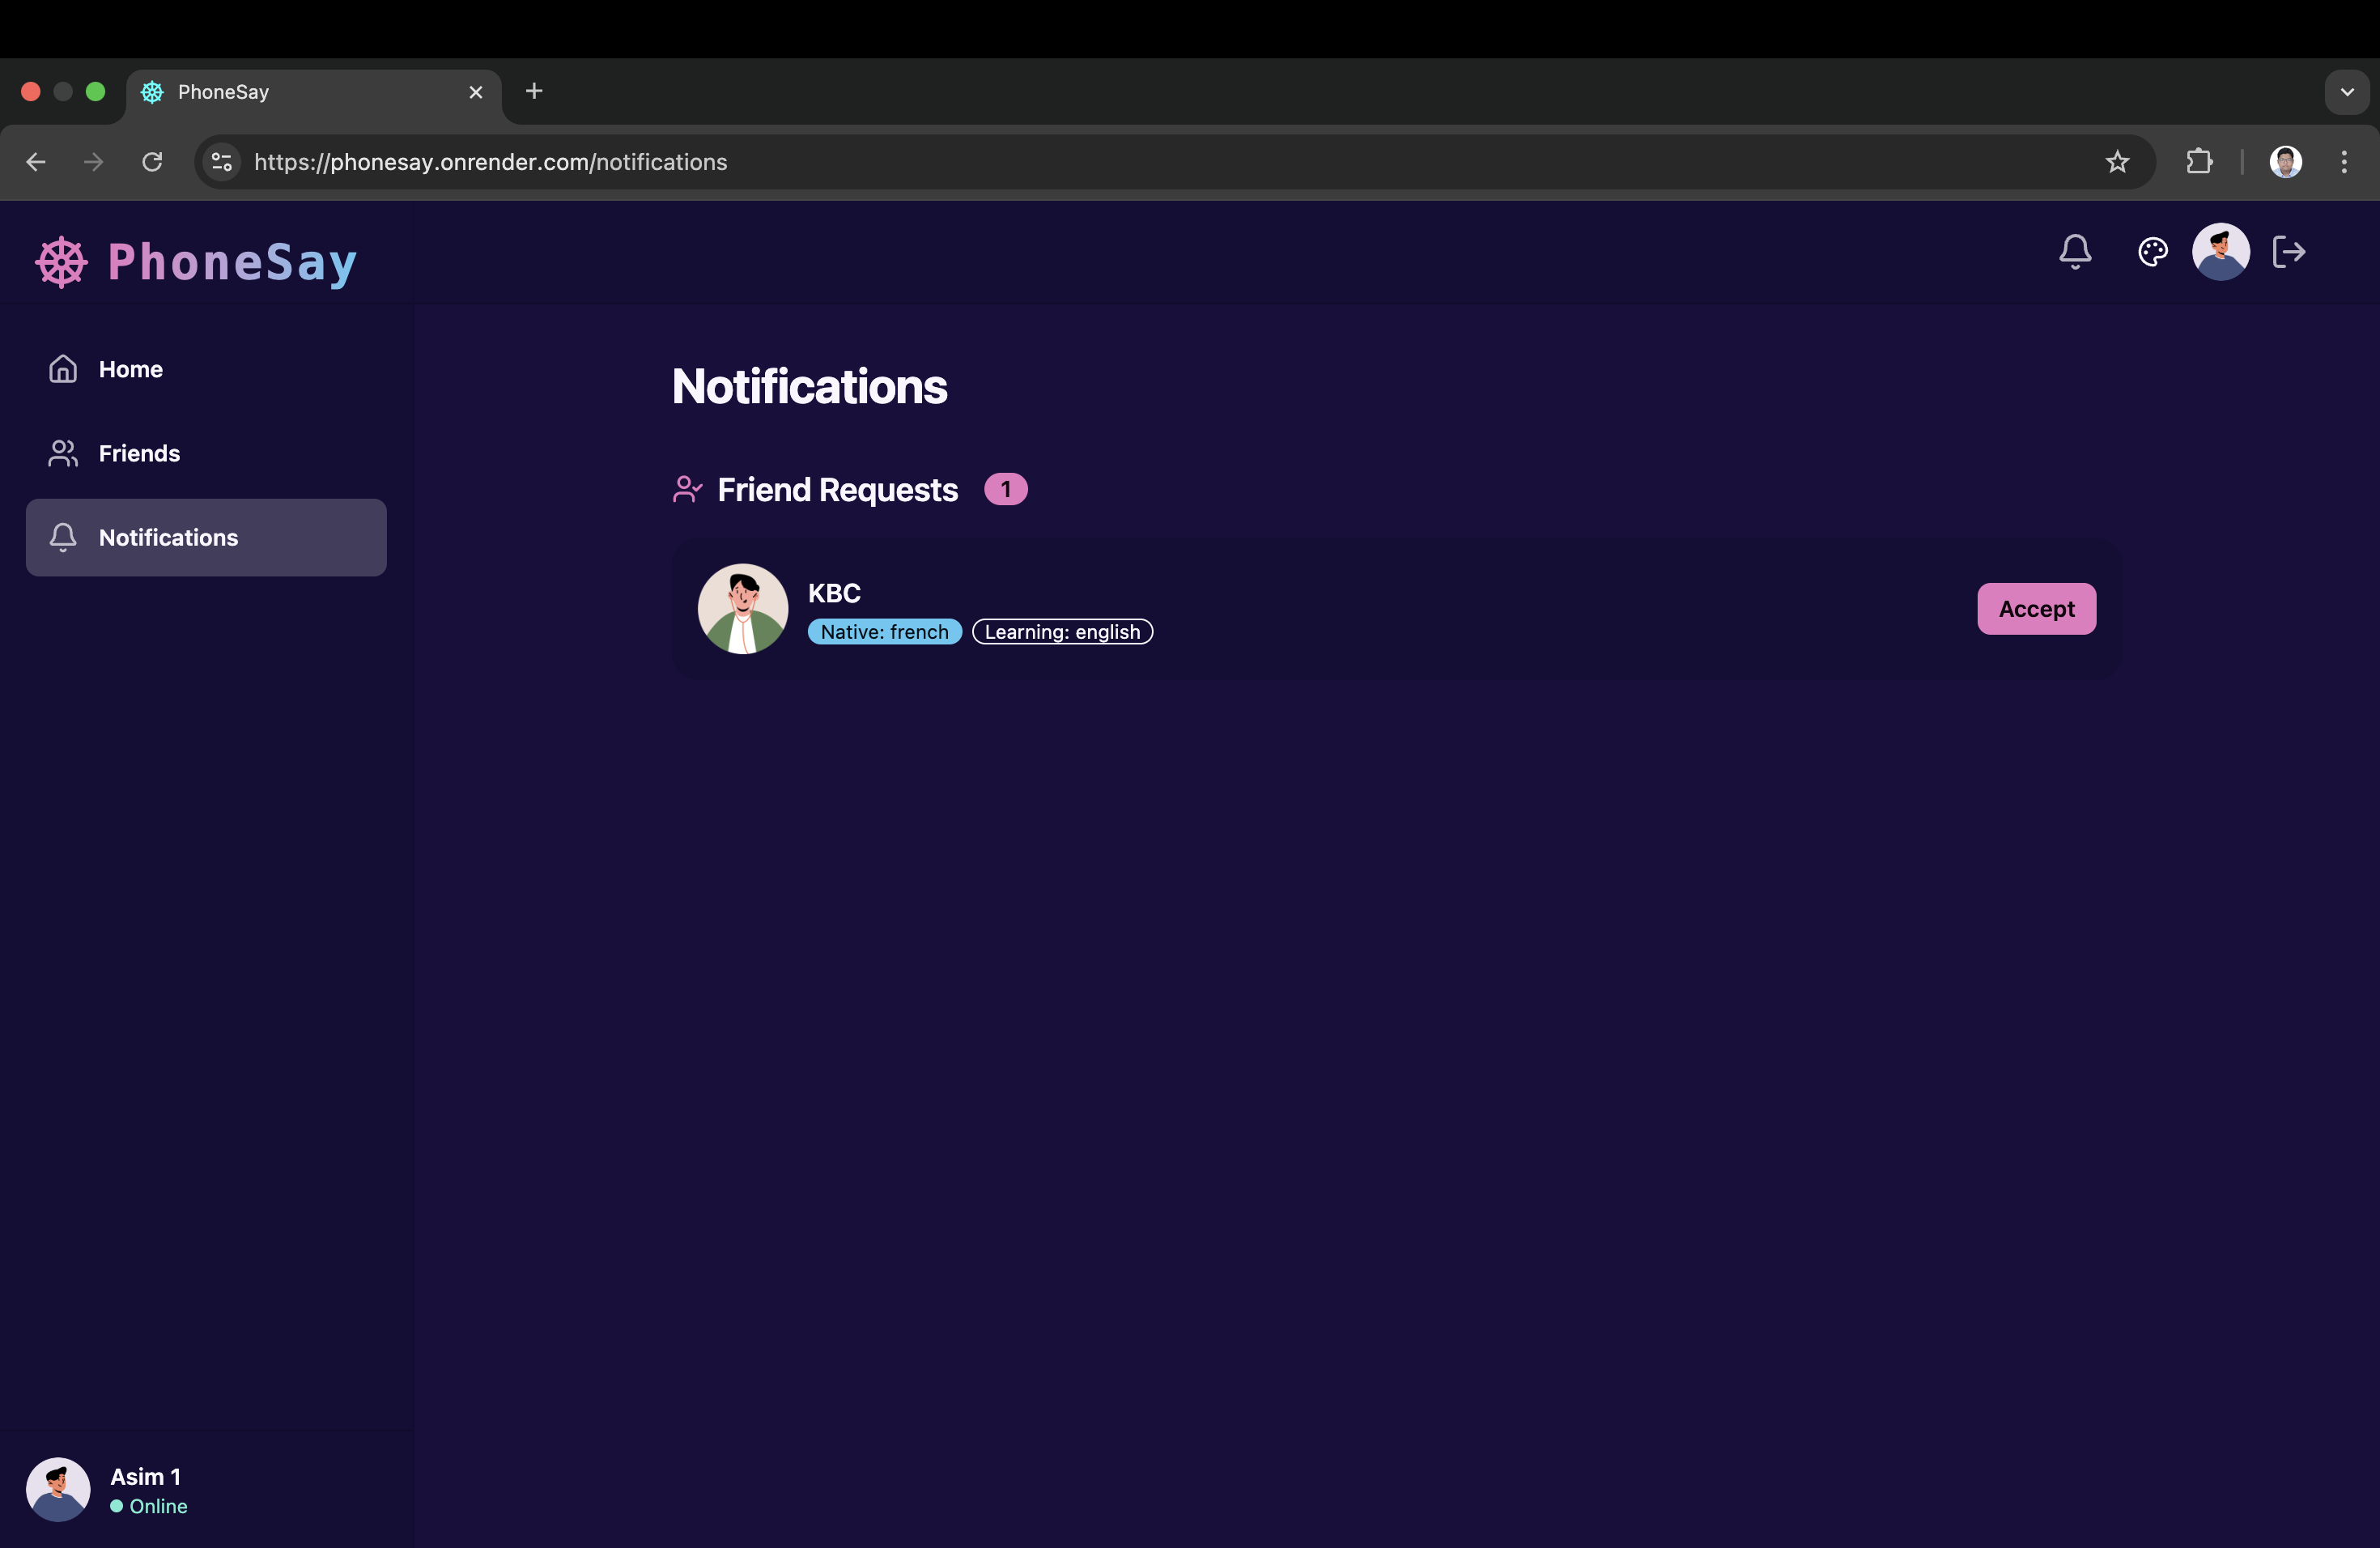 PhoneSay
https://phonesay.onrender.com/notifications
PhoneSay
Home
Friends
Notifications
Notifications
Friend Requests 1
KBC
Native: french Learning: english
Accept
Asim 1
Online